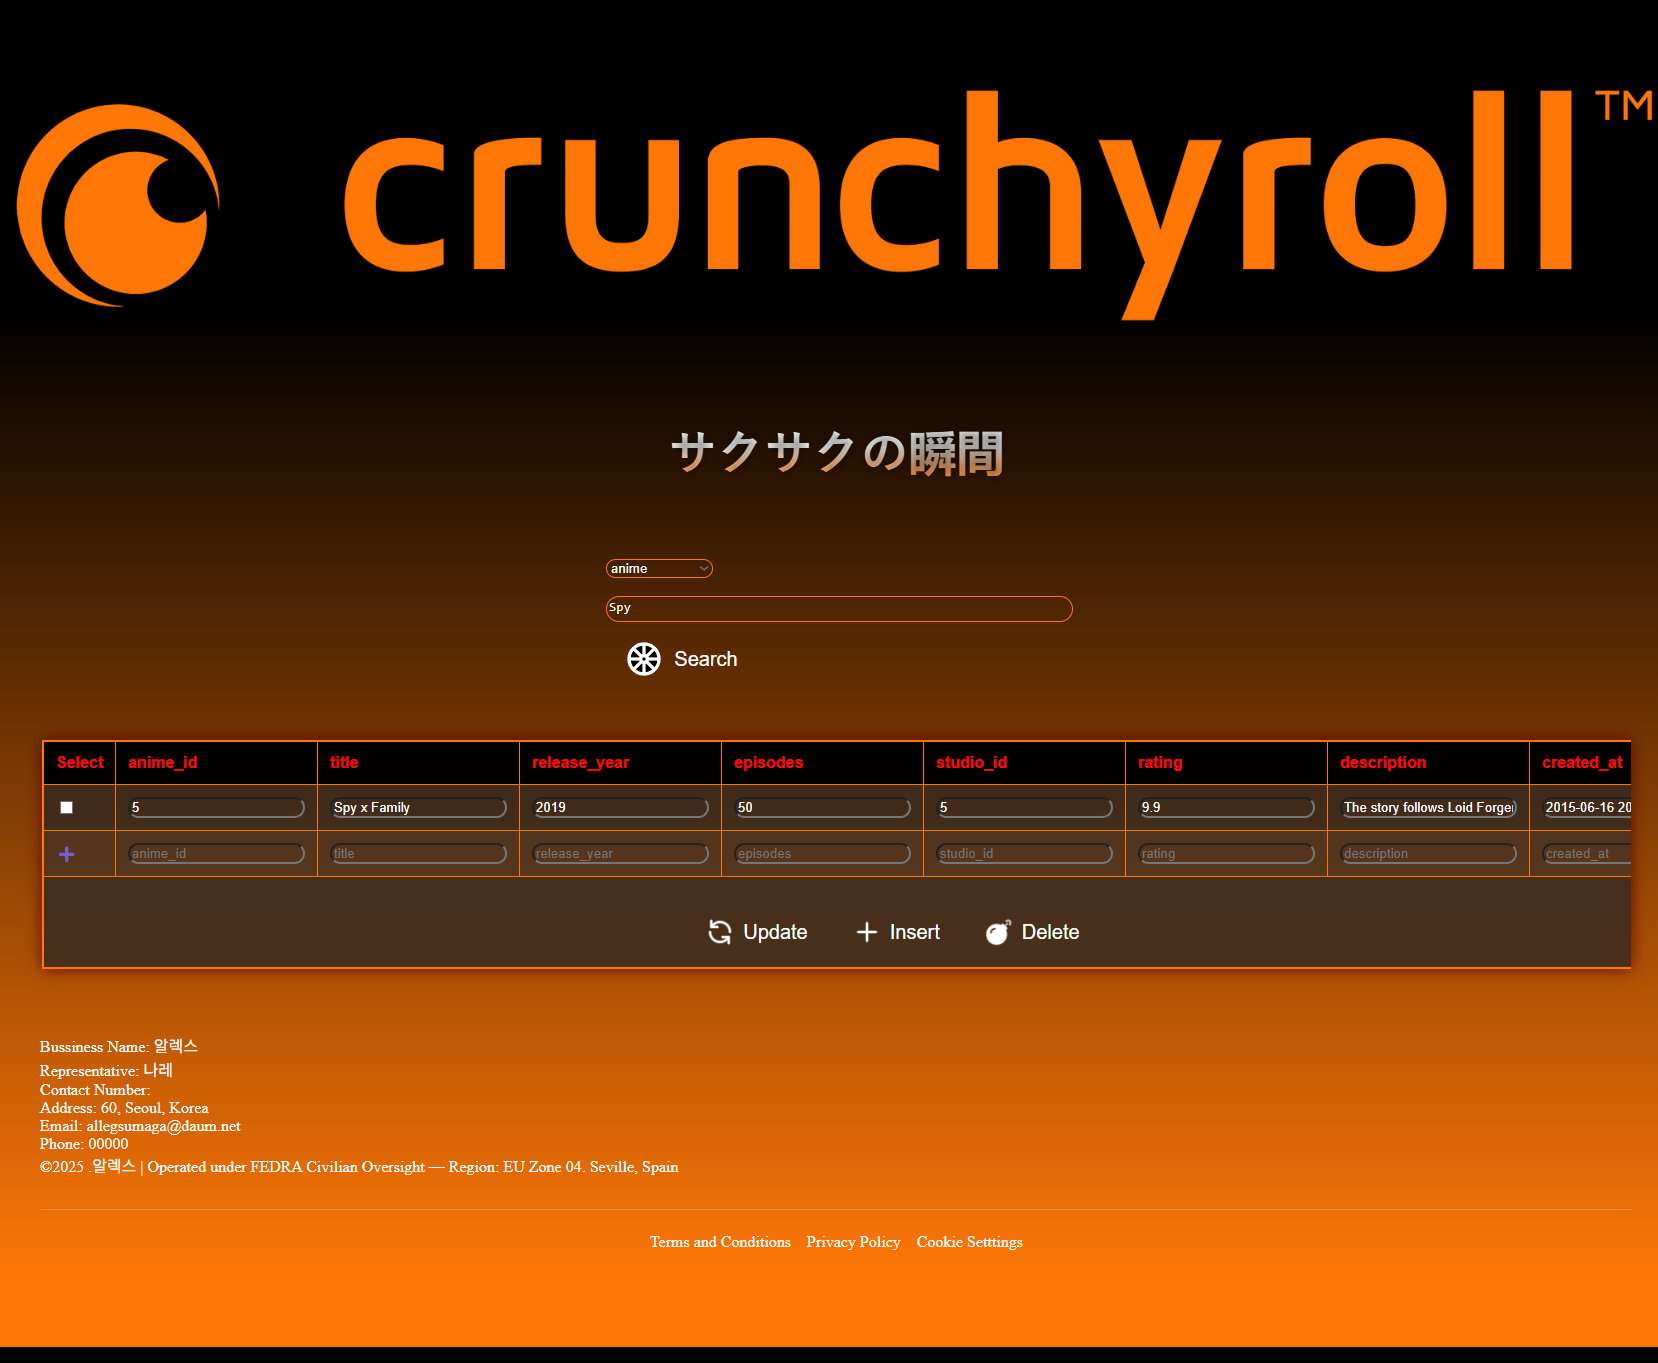 crunchyroll™
サクサクの瞬間
anime
Spy
Search
Select anime_id title release_year episodes studio_id rating description created_at
5 Spy x Family 2019 50 5 9.9 The story follows Loid Forger 2015-06-16 20
anime_id title release_year episodes studio_id rating description created_at
Update Insert Delete
Bussiness Name: 알렉스
Representative: 나레
Contact Number:
Address: 60, Seoul, Korea
Email: allegsumaga@daum.net
Phone: 00000
©2025 .알렉스 | Operated under FEDRA Civilian Oversight — Region: EU Zone 04. Seville, Spain
Terms and Conditions Privacy Policy Cookie Setttings